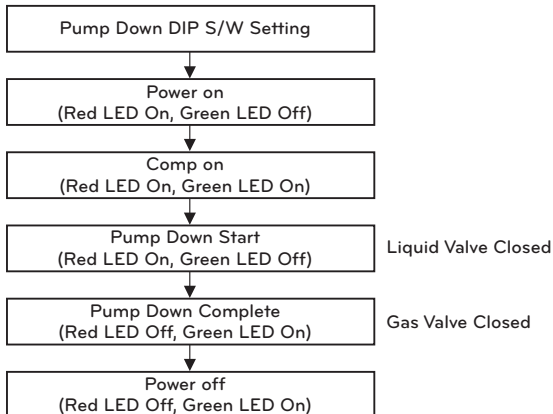 Pump Down DIP S/W Setting
Power on
(Red LED On, Green LED Off)
Comp on
(Red LED On, Green LED On)
Pump Down Start
(Red LED On, Green LED Off)
Liquid Valve Closed
Pump Down Complete
(Red LED Off, Green LED On)
Gas Valve Closed
Power off
(Red LED Off, Green LED On)